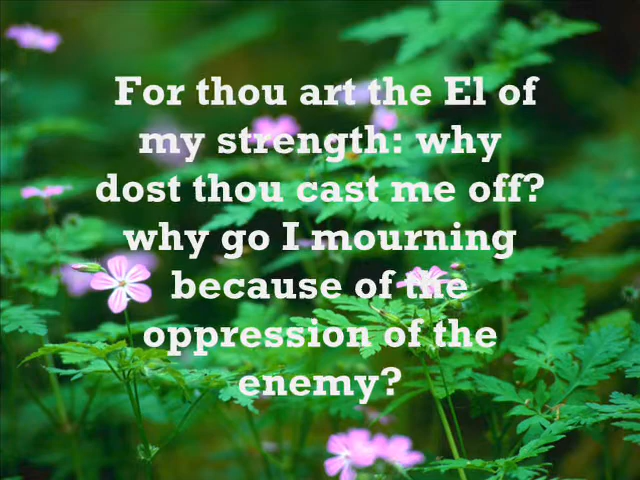 For thou art the El of
my strength: why
dost thou cast me off?
why go I mourning
because of the
oppression of the
enemy?